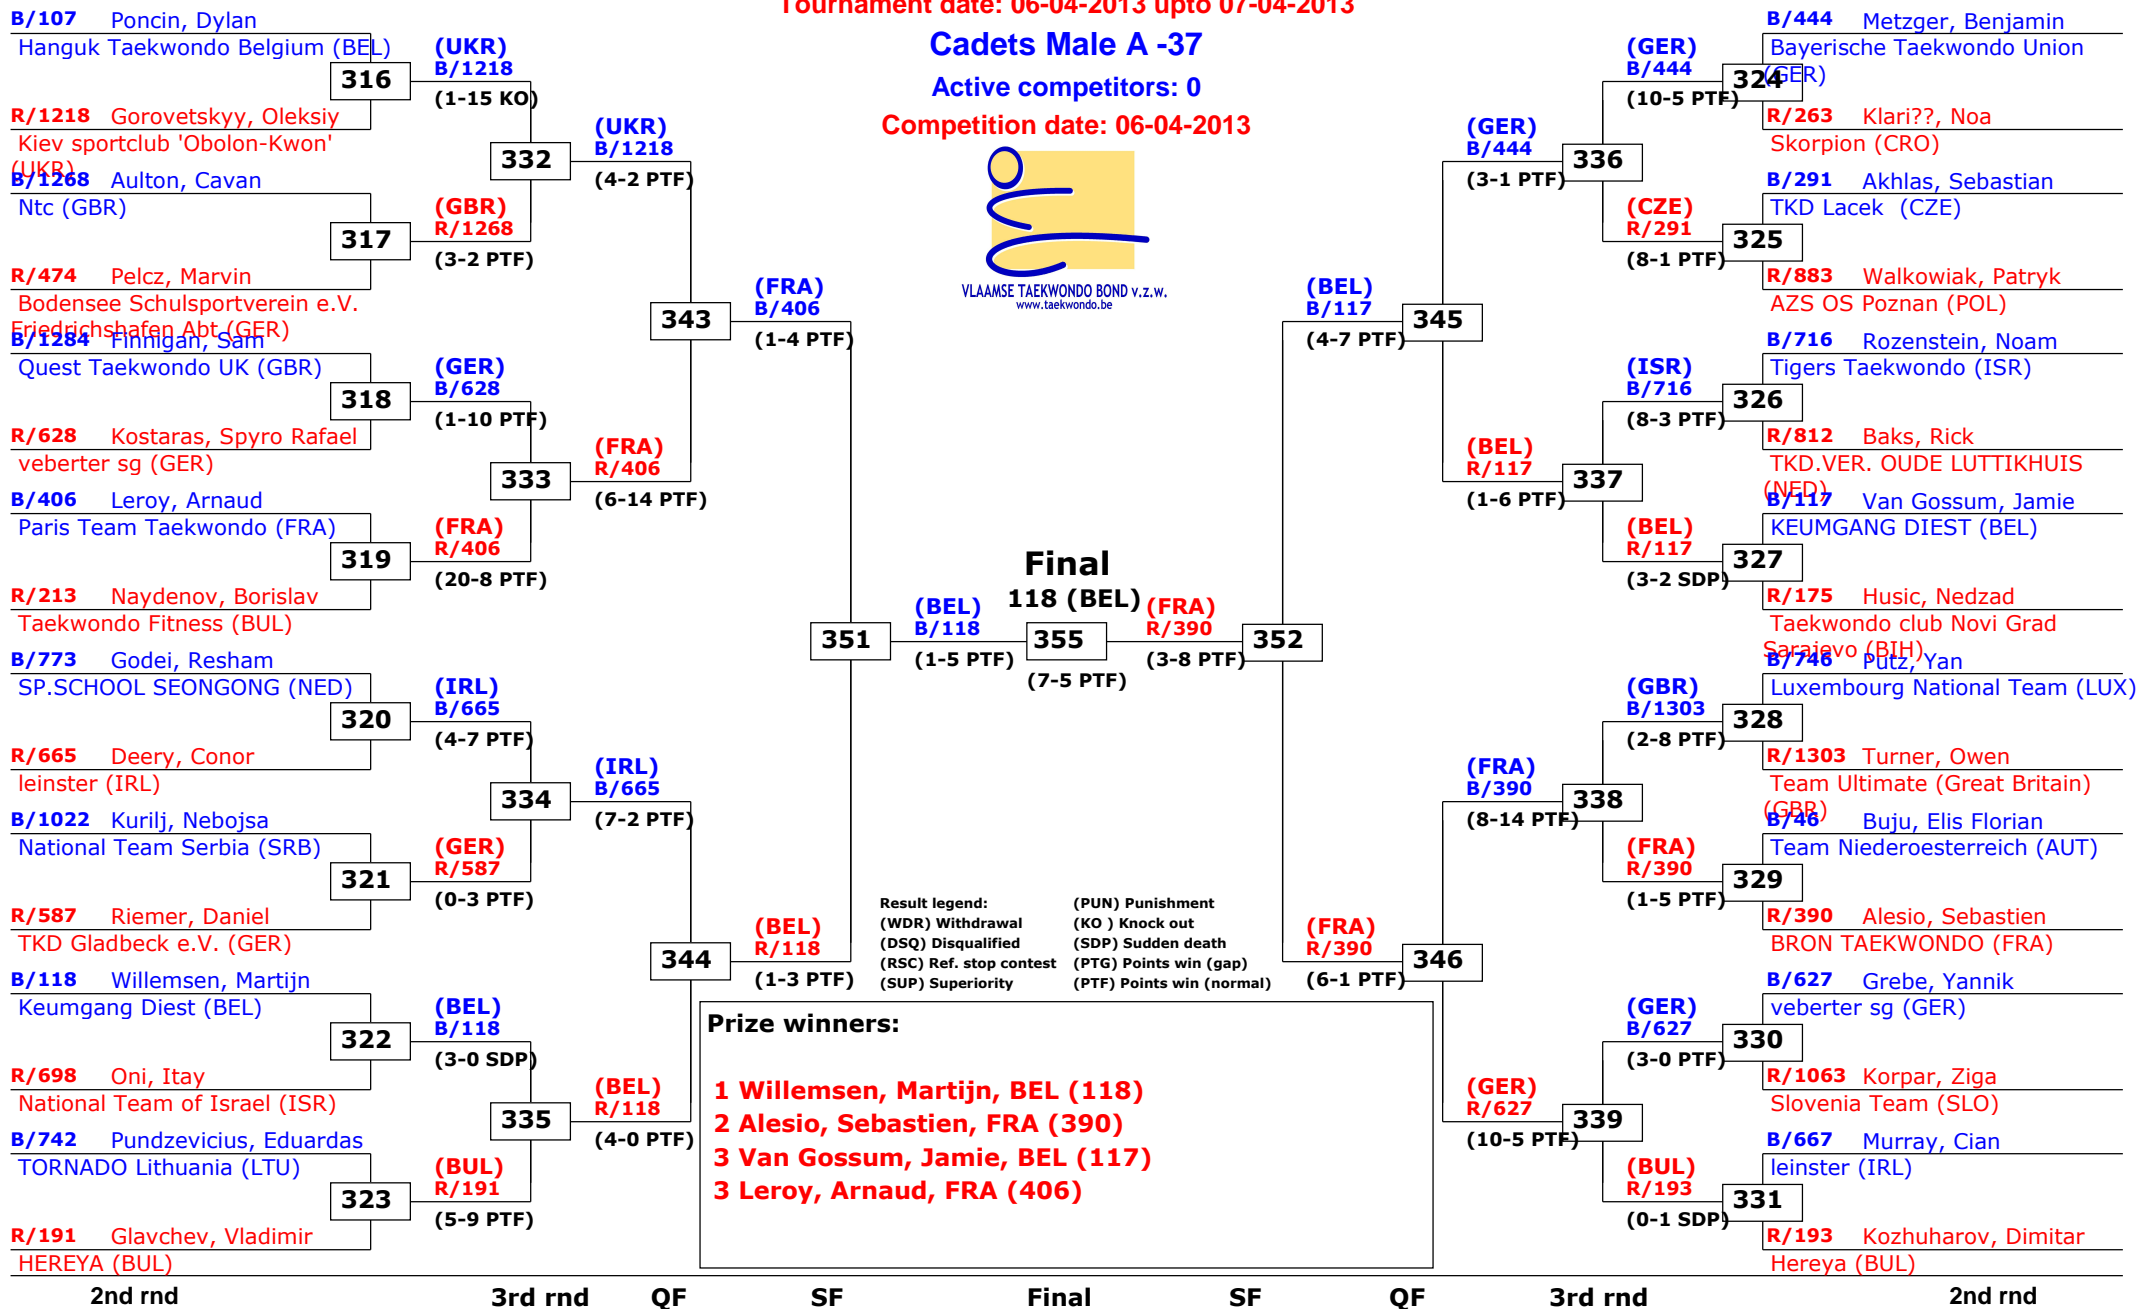 Tournament date: 06-04-2013 upto 07-04-2013
Cadets Male A -37
Active competitors: 0
Competition date: 06-04-2013
VLAAMSE TAEKWONDO BOND v.z.w.
www.taekwondo.be
B/107 Poncin, Dylan
Hanguk Taekwondo Belgium (BEL)
316
R/1218 Gorovetskyy, Oleksiy
Kiev sportclub 'Obolon-Kwon'
(UKR)
B/1268 Aulton, Cavan
Ntc (GBR)
317
R/474 Pelcz, Marvin
Bodensee Schulsportverein e.V.
Friedrichshafen Abt (GER)
B/1284 Finnigan, Sam
Quest Taekwondo UK (GBR)
318
R/628 Kostaras, Spyro Rafael
veberter sg (GER)
B/406 Leroy, Arnaud
Paris Team Taekwondo (FRA)
319
R/213 Naydenov, Borislav
Taekwondo Fitness (BUL)
B/773 Godei, Resham
SP.SCHOOL SEONGONG (NED)
320
R/665 Deery, Conor
leinster (IRL)
B/1022 Kurilj, Nebojsa
National Team Serbia (SRB)
321
R/587 Riemer, Daniel
TKD Gladbeck e.V. (GER)
B/118 Willemsen, Martijn
Keumgang Diest (BEL)
322
R/698 Oni, Itay
National Team of Israel (ISR)
B/742 Pundzevicius, Eduardas
TORNADO Lithuania (LTU)
323
R/191 Glavchev, Vladimir
HEREYA (BUL)
(UKR)
B/1218
(1-15 KO)
332
(GBR)
R/1268
(3-2 PTF)
(GER)
B/628
(1-10 PTF)
333
(FRA)
R/406
(20-8 PTF)
(IRL)
B/665
(4-7 PTF)
334
(GER)
R/587
(0-3 PTF)
(BEL)
B/118
(3-0 SDP)
335
(BUL)
R/191
(5-9 PTF)
(UKR)
B/1218
(4-2 PTF)
343
(FRA)
R/406
(6-14 PTF)
(IRL)
B/665
(7-2 PTF)
344
(BEL)
R/118
(4-0 PTF)
(FRA)
B/406
(1-4 PTF)
351
(BEL)
R/118
(1-3 PTF)
(BEL)
B/118
(1-5 PTF)
Final
118 (BEL)
355
(7-5 PTF)
(FRA)
R/390
(3-8 PTF)
352
(BEL)
B/117
(4-7 PTF)
345
(FRA)
R/390
(6-1 PTF)
346
(GER)
B/444
(3-1 PTF)
336
(BEL)
R/117
(1-6 PTF)
337
(FRA)
B/390
(8-14 PTF)
338
(GER)
R/627
(10-5 PTF)
339
(GER)
B/444
(10-5 PTF)
(CZE)
R/291
(8-1 PTF)
(ISR)
B/716
(8-3 PTF)
(BEL)
R/117
(3-2 SDP)
(GBR)
B/1303
(2-8 PTF)
(FRA)
R/390
(1-5 PTF)
(GER)
B/627
(3-0 PTF)
(BUL)
R/193
(0-1 SDP)
B/444 Metzger, Benjamin
Bayerische Taekwondo Union
(GER)
324
R/263 Klari??, Noa
Skorpion (CRO)
B/291 Akhlas, Sebastian
TKD Lacek (CZE)
325
R/883 Walkowiak, Patryk
AZS OS Poznan (POL)
B/716 Rozenstein, Noam
Tigers Taekwondo (ISR)
326
R/812 Baks, Rick
TKD.VER. OUDE LUTTIKHUIS
(NED)
B/117 Van Gossum, Jamie
KEUMGANG DIEST (BEL)
327
R/175 Husic, Nedzad
Taekwondo club Novi Grad
Sarajevo (BIH)
B/746 Putz, Yan
Luxembourg National Team (LUX)
328
R/1303 Turner, Owen
Team Ultimate (Great Britain)
(GBR)
B/46 Buju, Elis Florian
Team Niederoesterreich (AUT)
329
R/390 Alesio, Sebastien
BRON TAEKWONDO (FRA)
B/627 Grebe, Yannik
veberter sg (GER)
330
R/1063 Korpar, Ziga
Slovenia Team (SLO)
B/667 Murray, Cian
leinster (IRL)
331
R/193 Kozhuharov, Dimitar
Hereya (BUL)
Result legend: (PUN) Punishment
(WDR) Withdrawal (KO ) Knock out
(DSQ) Disqualified (SDP) Sudden death
(RSC) Ref. stop contest (PTG) Points win (gap)
(SUP) Superiority (PTF) Points win (normal)
Prize winners:
1 Willemsen, Martijn, BEL (118)
2 Alesio, Sebastien, FRA (390)
3 Van Gossum, Jamie, BEL (117)
3 Leroy, Arnaud, FRA (406)
2nd rnd 3rd rnd QF SF Final SF QF 3rd rnd 2nd rnd